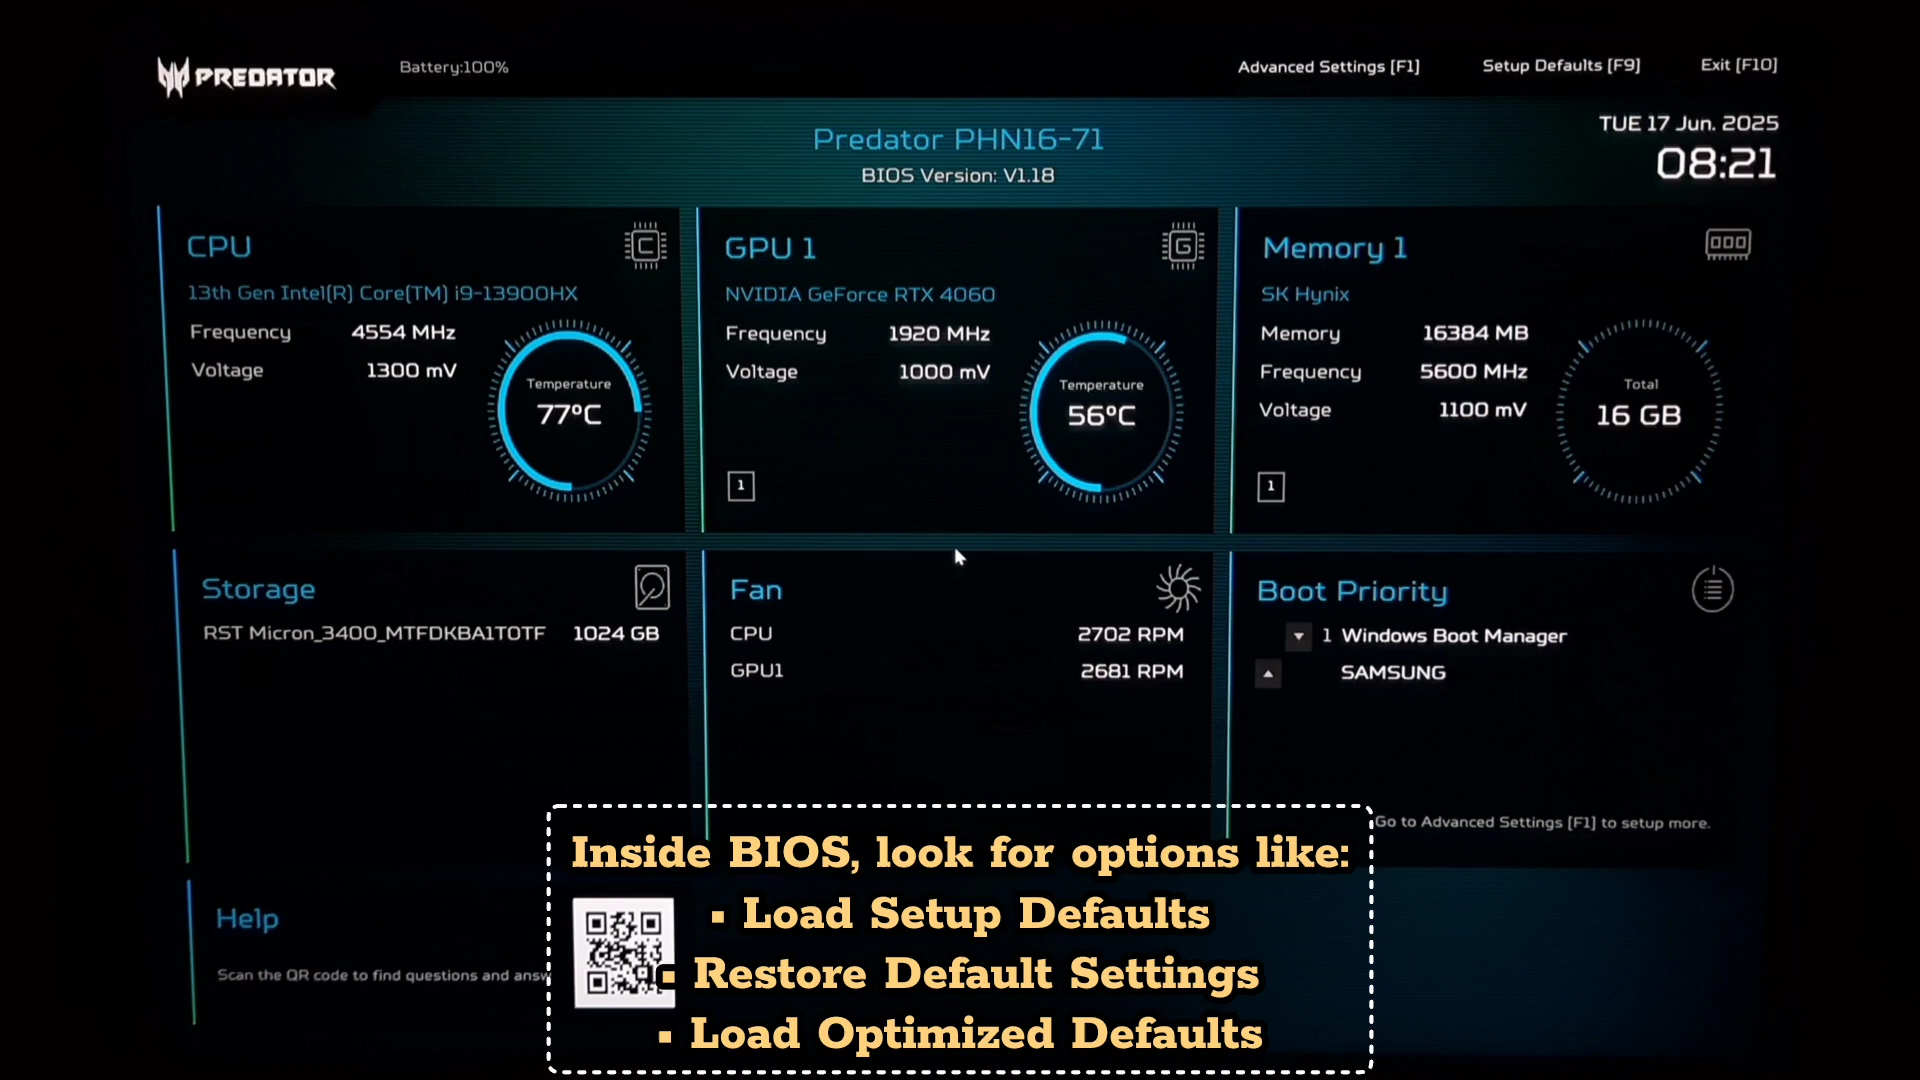 PREDATOR
Battery:100%
Advanced Settings [F1]
Setup Defaults [F9]
Exit [F10]
TUE 17 Jun. 2025
08:21
Predator PHN16-71
BIOS Version: V1.18
CPU
13th Gen Intel(R) Core(TM) i9-13900HX
Frequency 4554 MHz
Voltage 1300 mV
Temperature
77°C
GPU 1
NVIDIA GeForce RTX 4060
Frequency 1920 MHz
Voltage 1000 mV
Temperature
56°C
1
Memory 1
SK Hynix
Memory 16384 MB
Frequency 5600 MHz
Voltage 1100 mV
Total
16 GB
1
Storage
RST Micron_3400_MTFDKBA1T0TF 1024 GB
Fan
CPU 2702 RPM
GPU1 2681 RPM
Boot Priority
1 Windows Boot Manager
SAMSUNG
Go to Advanced Settings [F1] to setup more.
Help
Scan the QR code to find questions and
Inside BIOS, look for options like:
▪ Load Setup Defaults
▪ Restore Default Settings
▪ Load Optimized Defaults